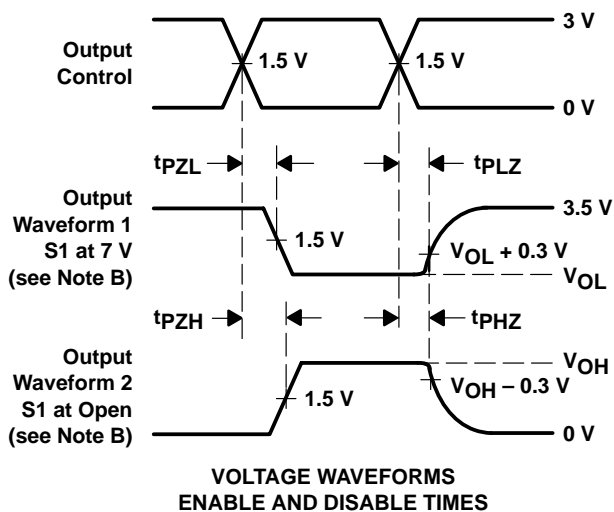 3 V
Output
Control
1.5 V
1.5 V
0 V
tPZL
tPLZ
Output
Waveform 1
S1 at 7 V
(see Note B)
3.5 V
1.5 V
VOL + 0.3 V
VOL
tPZH
tPHZ
Output
Waveform 2
S1 at Open
(see Note B)
VOH
VOH – 0.3 V
1.5 V
0 V
VOLTAGE WAVEFORMS
ENABLE AND DISABLE TIMES